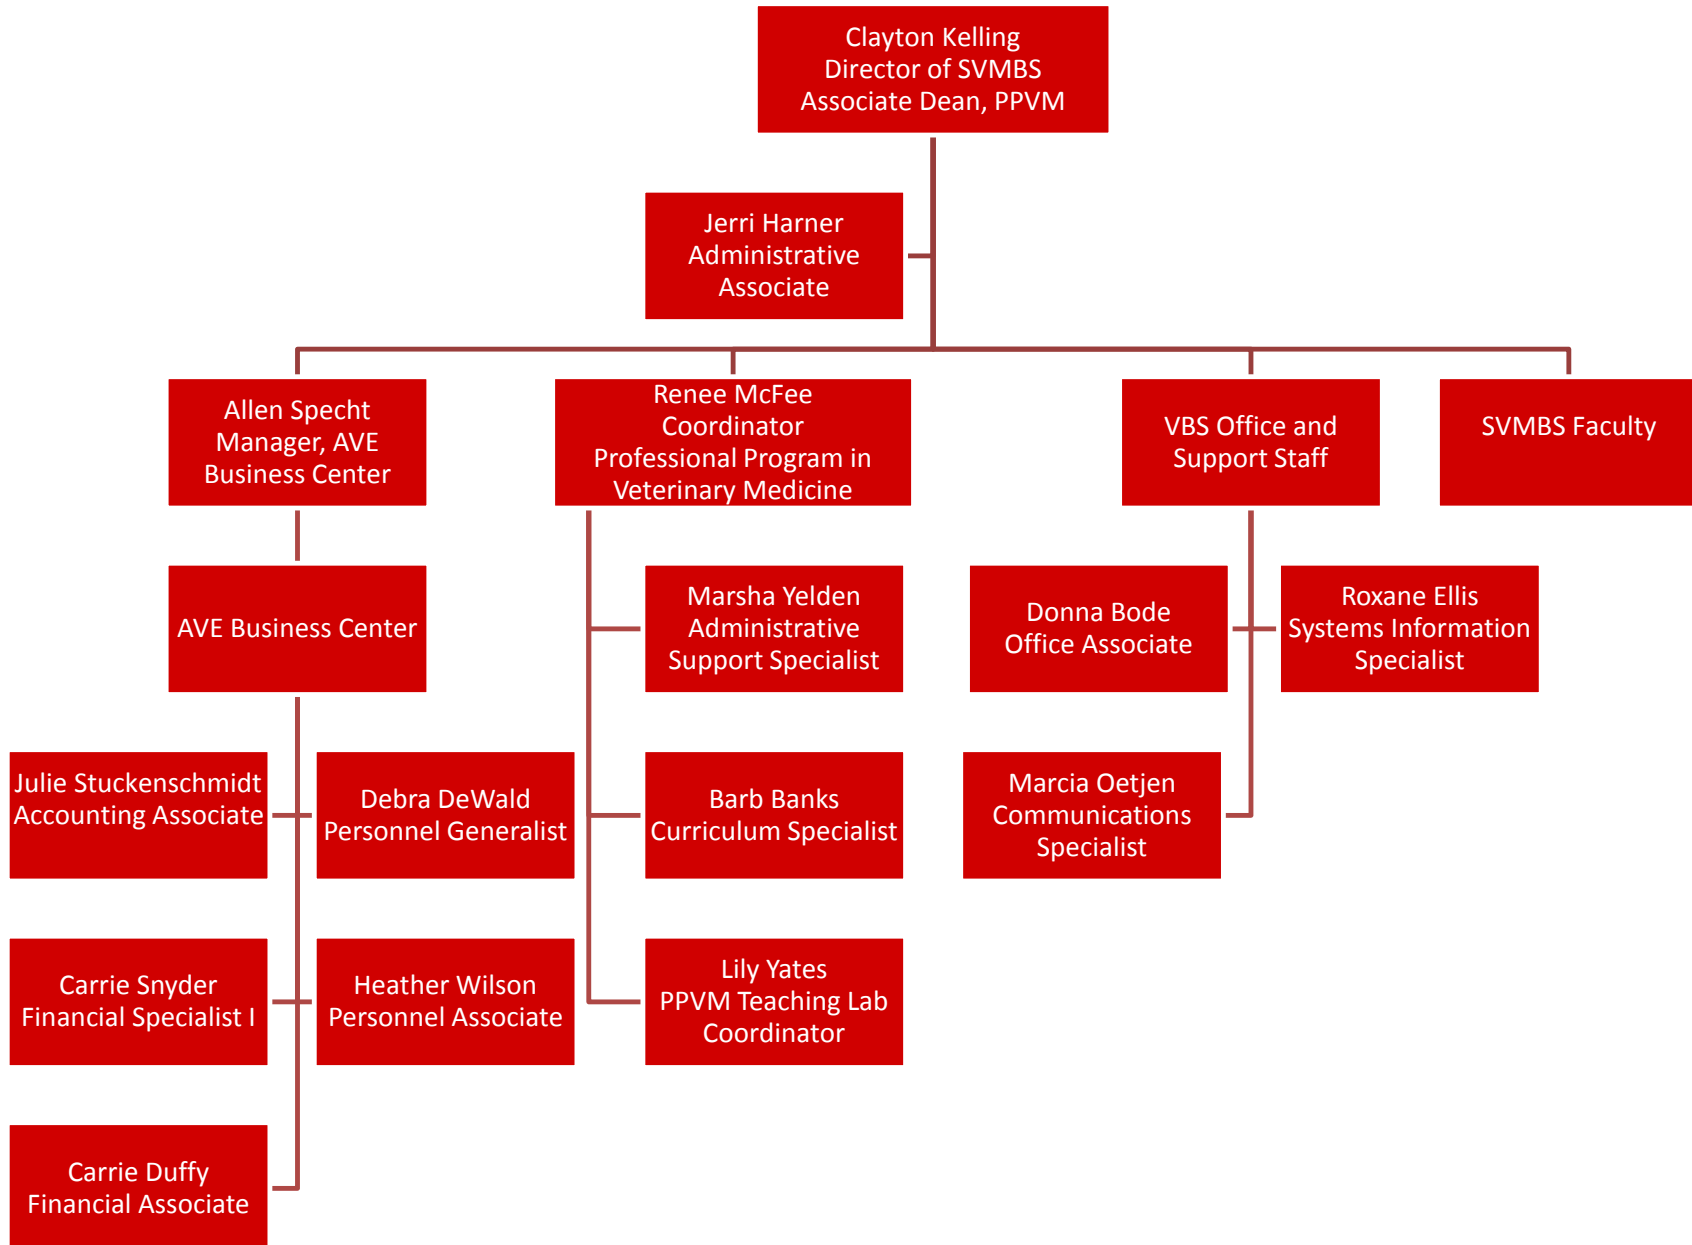 Clayton Kelling
Director of SVMBS
Associate Dean, PPVM
Jerri Harner
Administrative
Associate
Allen Specht
Manager, AVE
Business Center
Renee McFee
Coordinator
Professional Program in
Veterinary Medicine
VBS Office and
Support Staff
SVMBS Faculty
AVE Business Center
Marsha Yelden
Administrative
Support Specialist
Donna Bode
Office Associate
Roxane Ellis
Systems Information
Specialist
Julie Stuckenschmidt
Accounting Associate
Debra DeWald
Personnel Generalist
Barb Banks
Curriculum Specialist
Marcia Oetjen
Communications
Specialist
Carrie Snyder
Financial Specialist I
Heather Wilson
Personnel Associate
Lily Yates
PPVM Teaching Lab
Coordinator
Carrie Duffy
Financial Associate